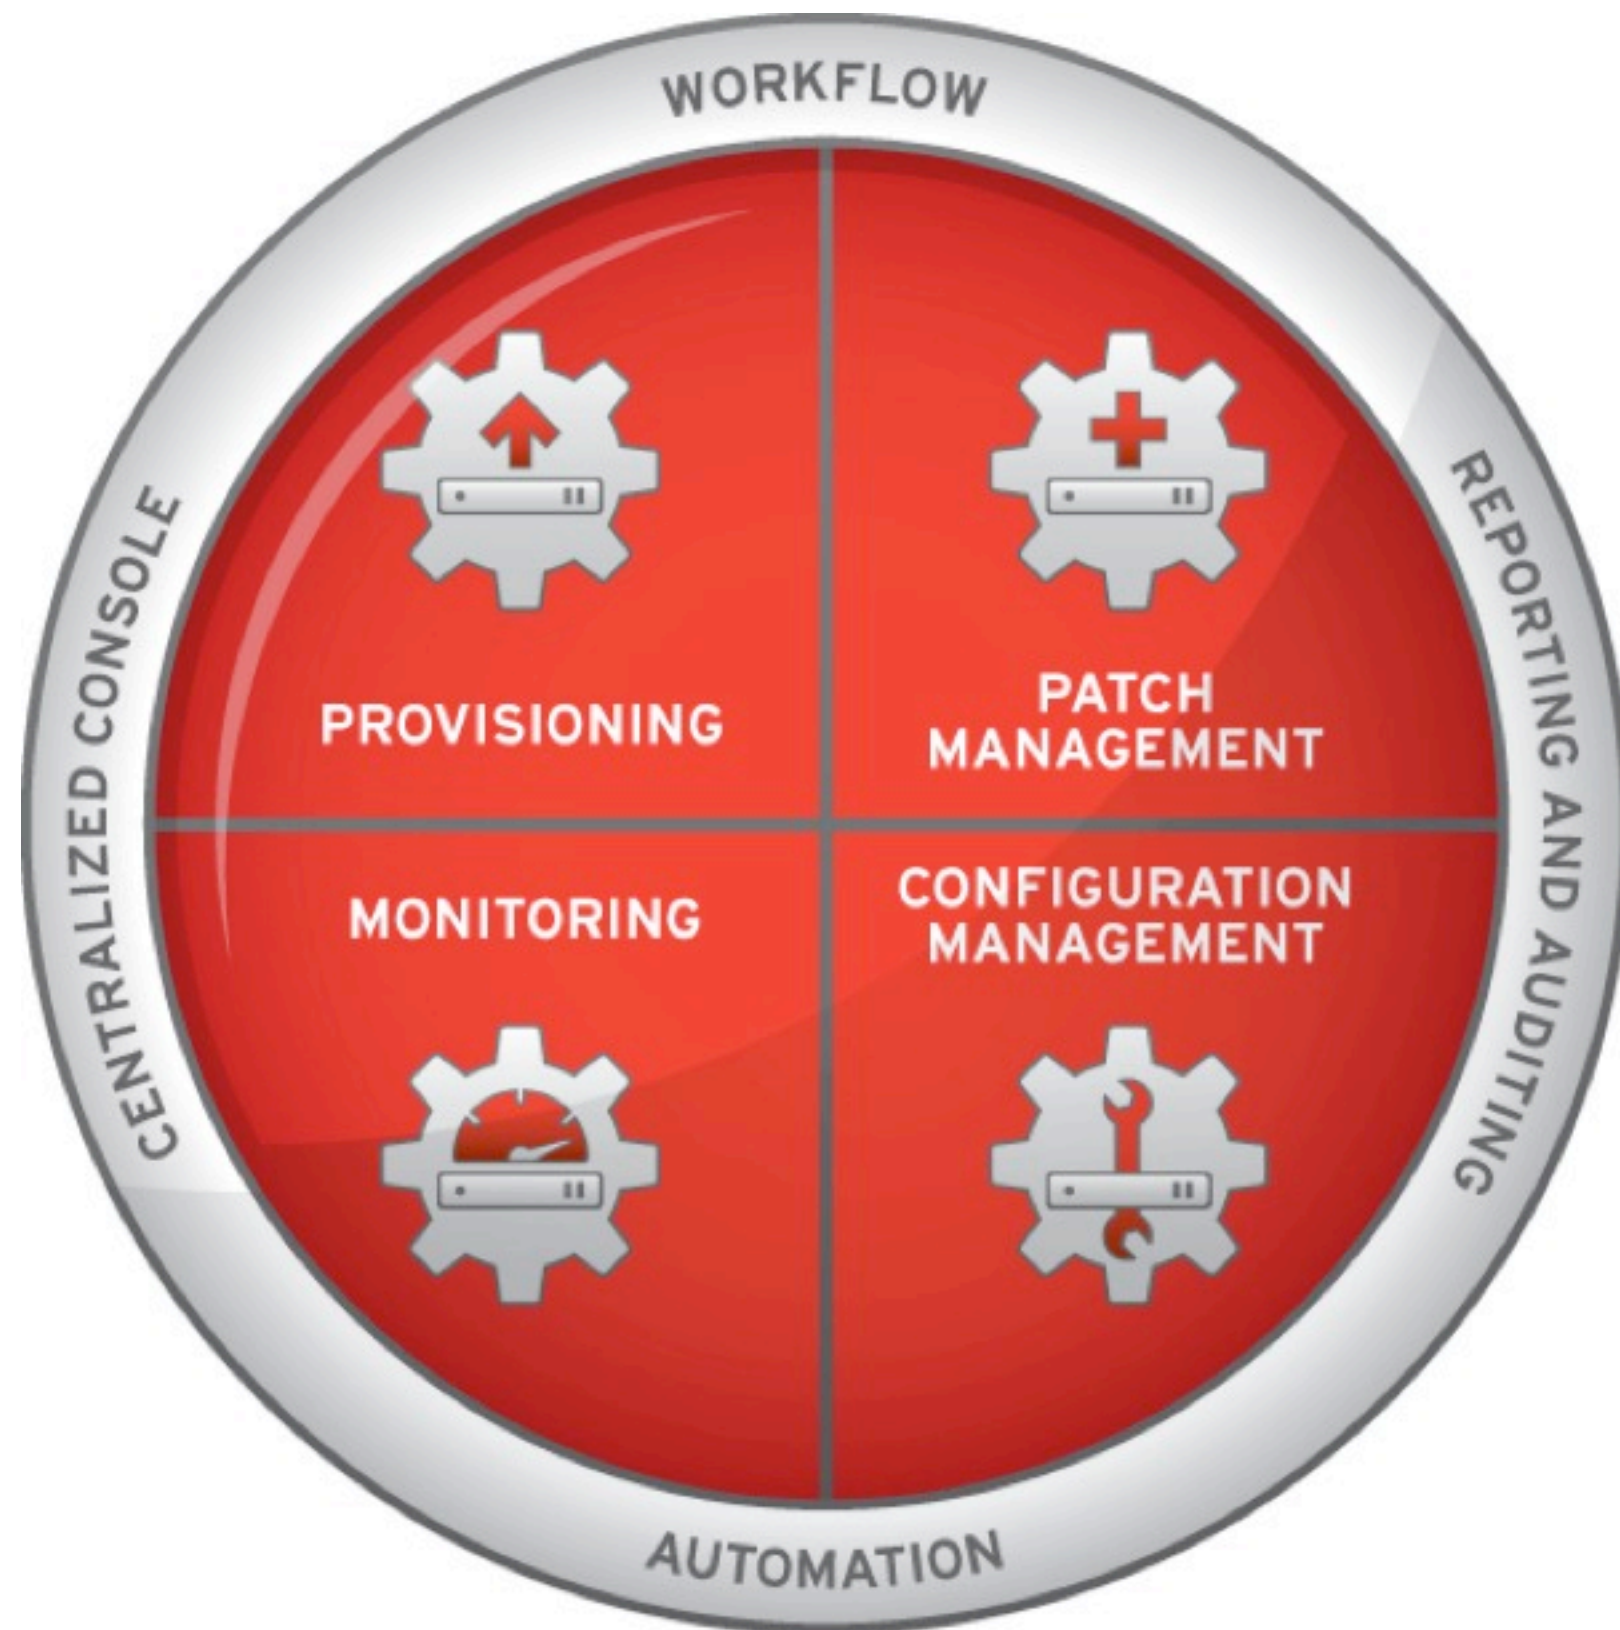 WORKFLOW
PROVISIONING
PATCH
MANAGEMENT
CENTRALIZED CONSOLE
REPORTING AND AUDITING
MONITORING
CONFIGURATION
MANAGEMENT
AUTOMATION